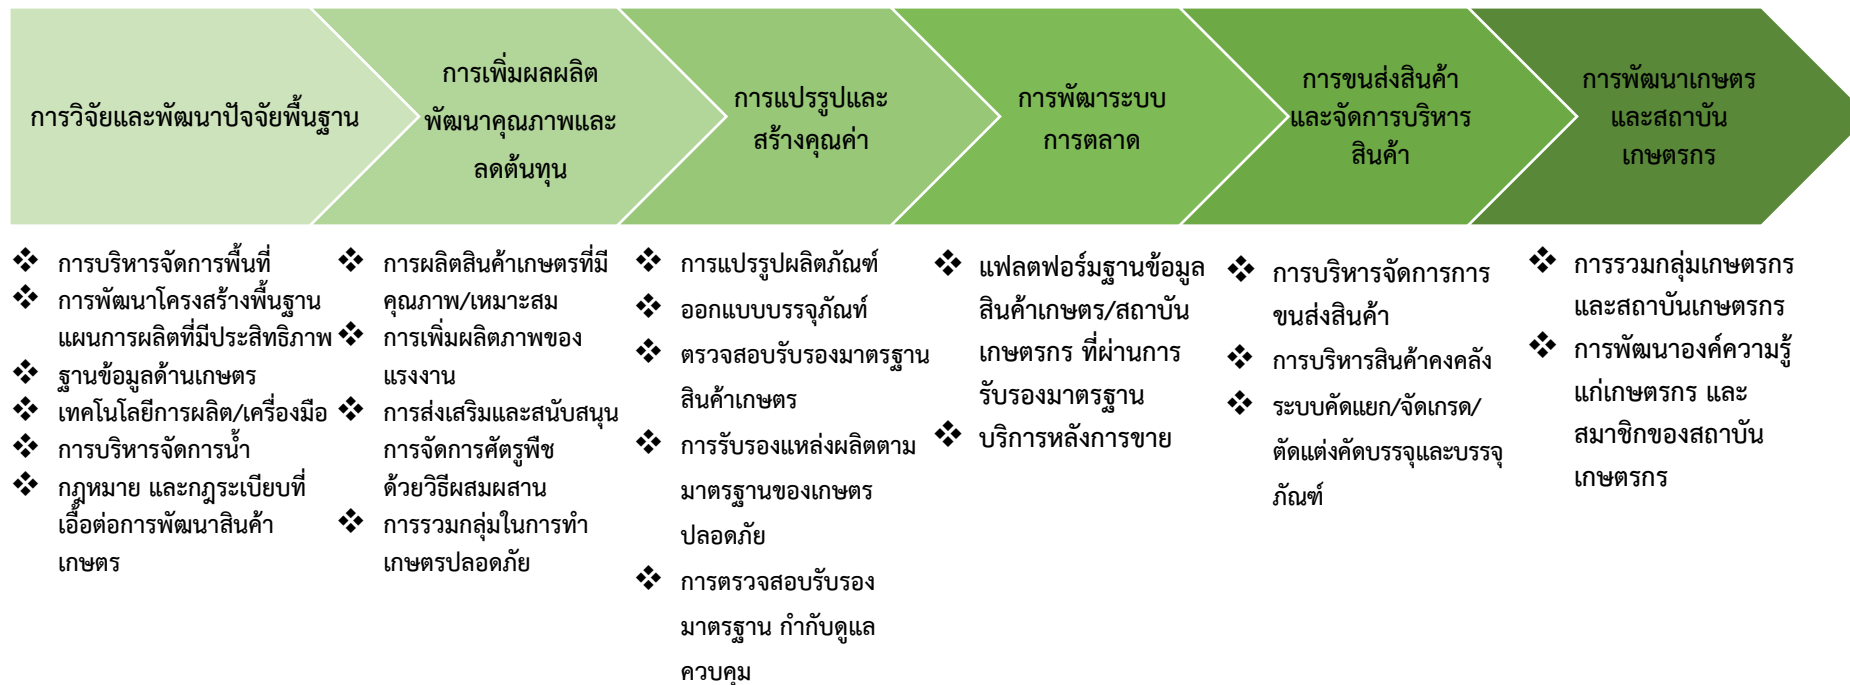 การวิจัยและพัฒนาปัจจัยพื้นฐาน
การเพิ่มผลผลิต
พัฒนาคุณภาพและ
ลดต้นทุน
การแปรรูปและ
สร้างคุณค่า
การพัฒาระบบ
การตลาด
การขนส่งสินค้า
และจัดการบริหาร
สินค้า
การพัฒนาเกษตร
และสถาบัน
เกษตรกร
❖ การบริหารจัดการพื้นที่
❖ การพัฒนาโครงสร้างพื้นฐาน
แผนการผลิตที่มีประสิทธิภาพ
❖ ฐานข้อมูลด้านเกษตร
❖ เทคโนโลยีการผลิต/เครื่องมือ
❖ การบริหารจัดการน้ำ
❖ กฎหมาย และกฎระเบียบที่
เอื้อต่อการพัฒนาสินค้า
เกษตร
❖ การผลิตสินค้าเกษตรที่มี
คุณภาพ/เหมาะสม
❖ การเพิ่มผลิตภาพของ
แรงงาน
❖ การส่งเสริมและสนับสนุน
การจัดการศัตรูพืช
ด้วยวิธีผสมผสาน
❖ การรวมกลุ่มในการทำ
เกษตรปลอดภัย
❖ การแปรรูปผลิตภัณฑ์
❖ ออกแบบบรรจุภัณท์
❖ ตรวจสอบรับรองมาตรฐาน
สินค้าเกษตร
❖ การรับรองแหล่งผลิตตาม
มาตรฐานของเกษตร
ปลอดภัย
❖ การตรวจสอบรับรอง
มาตรฐาน กำกับดูแล
ควบคุม
❖ แฟลตฟอร์มฐานข้อมูล
สินค้าเกษตร/สถาบัน
เกษตรกร ที่ผ่านการ
รับรองมาตรฐาน
❖ บริการหลังการขาย
❖ การบริหารจัดการการ
ขนส่งสินค้า
❖ การบริหารสินค้าคงคลัง
❖ ระบบคัดแยก/จัดเกรด/
ตัดแต่งคัดบรรจุและบรรจุ
ภัณฑ์
❖ การรวมกลุ่มเกษตรกร
และสถาบันเกษตรกร
❖ การพัฒนาองค์ความรู้
แก่เกษตรกร และ
สมาชิกของสถาบัน
เกษตรกร